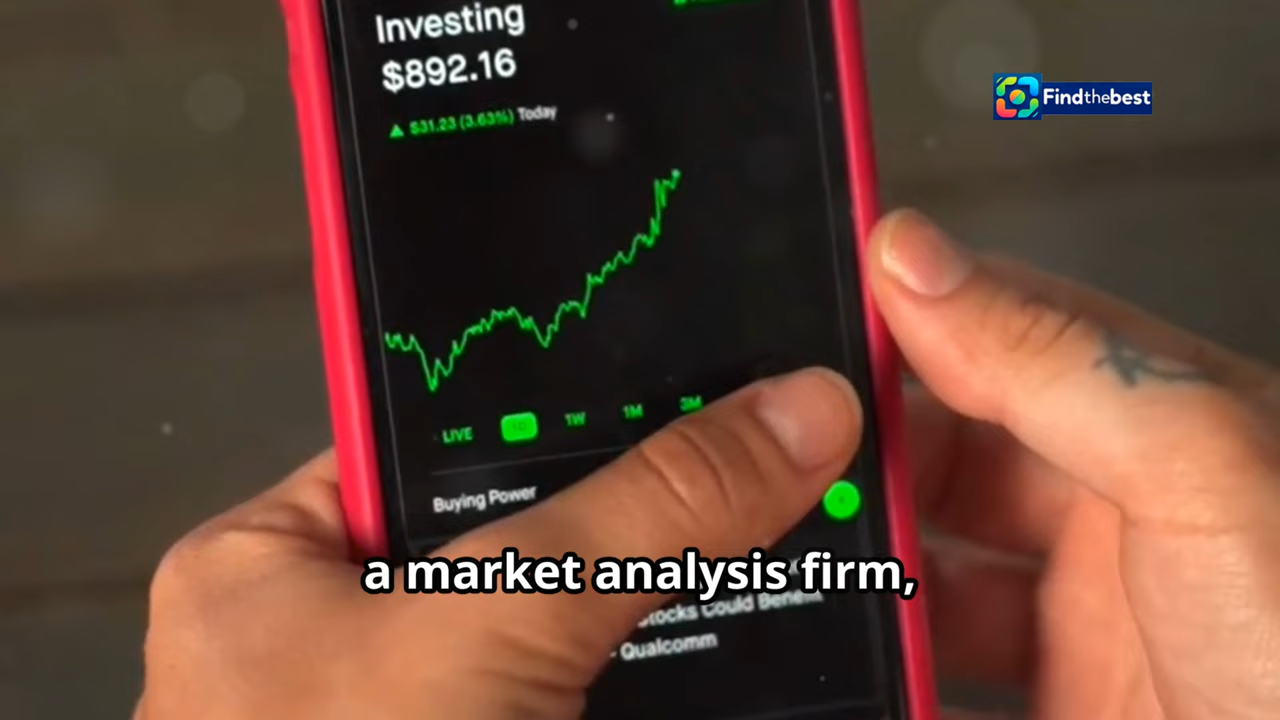 Investing
$892.16
Findthebest
▲ $31.23 (3.63%) Today
LIVE 1D 1W 1M 3M
Buying Power
a market analysis firm,
Stocks Could
- Qualcomm